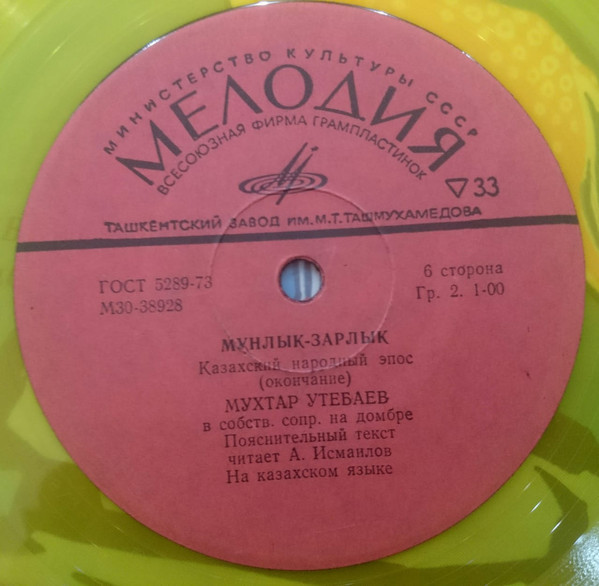 МИНИСТЕРСТВО КУЛЬТУРЫ СССР
МЕЛОДИЯ
ВСЕСОЮЗНАЯ ФИРМА ГРАМПЛАСТИНОК
33
ТАШКЕНТСКИЙ ЗАВОД ИМ. М.Т. ТАШМУХАМЕДОВА
ГОСТ 5289-73
М30-38928
6 сторона
Гр. 2. 1-00
МУНЛЫК-ЗАРЛЫК
Казахский народный эпос
(окончание)
МУХТАР УТЕБАЕВ
в собств. сопр. на домбре
Пояснительный текст
читает А. Исмаилов
На казахском языке